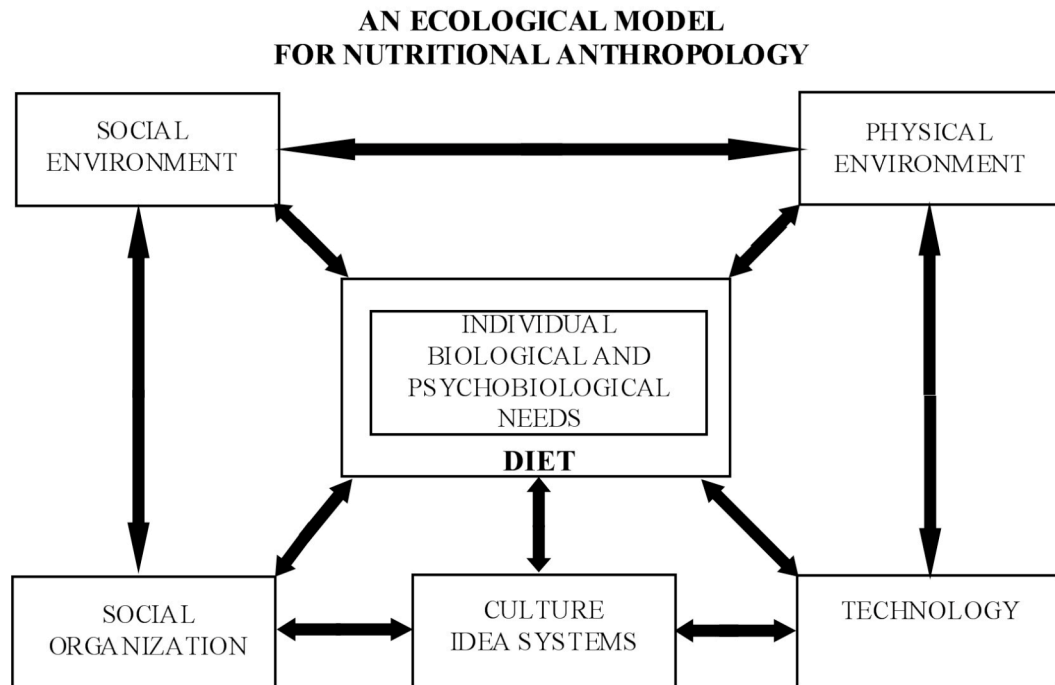 AN ECOLOGICAL MODEL
FOR NUTRITIONAL ANTHROPOLOGY
SOCIAL
ENVIRONMENT
PHYSICAL
ENVIRONMENT
INDIVIDUAL
BIOLOGICAL AND
PSYCHOBIOLOGICAL
NEEDS
DIET
SOCIAL
ORGANIZATION
CULTURE
IDEA SYSTEMS
TECHNOLOGY